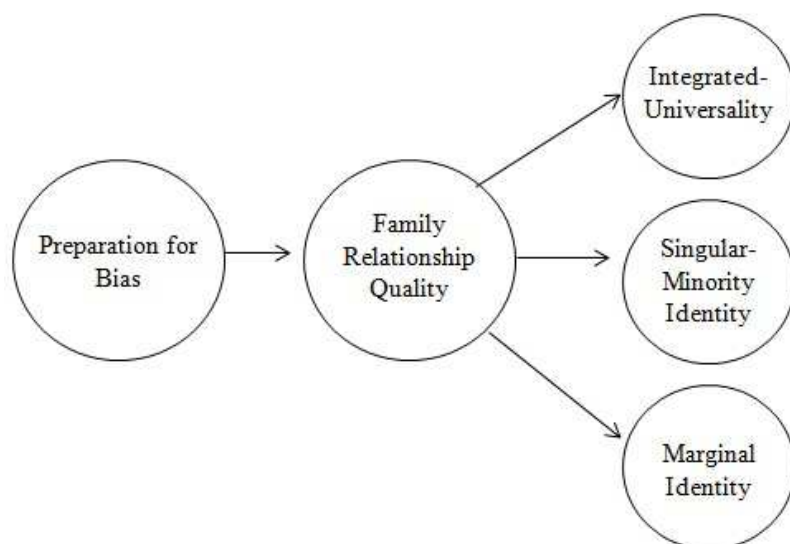 Preparation for
Bias
Family
Relationship
Quality
Integrated-
Universality
Singular-
Minority
Identity
Marginal
Identity